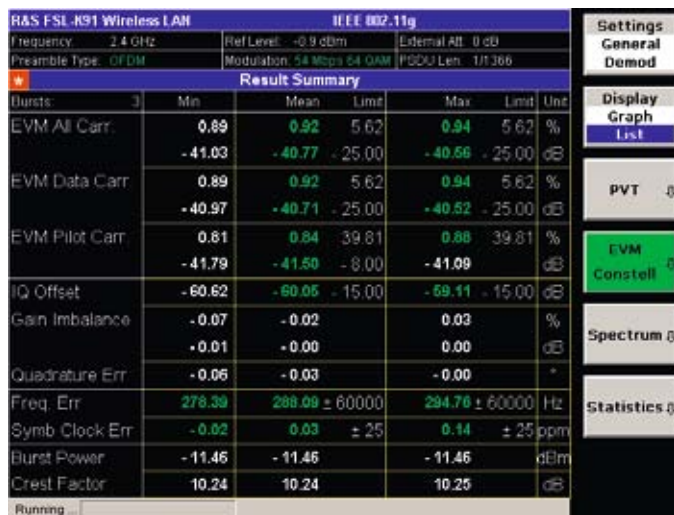 R&S FSL-K91 Wireless LAN IEEE 802.11g
Frequency: 2.4 GHz Ref Level: -0.9 dBm External Att: 0 dB
Preamble Type: OFDM Modulation: 54 Mbps 64 QAM PSDU Len: 1/1366
Result Summary
Bursts: 3 Min Mean Limit Max Limit Unit
EVM All Carr. 0.89 0.92 5.62 0.94 5.62 %
- 41.03 - 40.77 - 25.00 - 40.56 - 25.00 dB
EVM Data Carr. 0.89 0.92 5.62 0.94 5.62 %
- 40.97 - 40.71 - 25.00 - 40.52 - 25.00 dB
EVM Pilot Carr. 0.81 0.84 39.81 0.88 39.81 %
- 41.79 - 41.50 - 8.00 - 41.09 dB
IQ Offset - 60.62 - 60.05 - 15.00 - 59.11 - 15.00 dB
Gain Imbalance - 0.07 - 0.02 0.03 %
- 0.01 - 0.00 0.00 dB
Quadrature Err - 0.06 - 0.03 - 0.00 °
Freq. Err 278.39 288.09 ± 60000 294.76 ± 60000 Hz
Symb Clock Err - 0.02 0.03 ± 25 0.14 ± 25 ppm
Burst Power - 11.46 - 11.46 - 11.46 dBm
Crest Factor 10.24 10.24 10.25 dB
Running ...
Settings
General
Demod
Display
Graph
List
PVT
EVM
Constell
Spectrum
Statistics